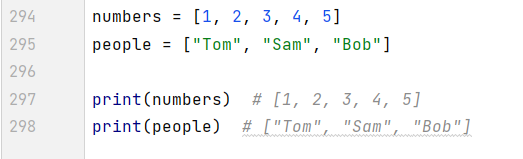 294 numbers = [1, 2, 3, 4, 5]
295 people = ["Tom", "Sam", "Bob"]
296
297 print(numbers)  # [1, 2, 3, 4, 5]
298 print(people)  # ["Tom", "Sam", "Bob"]